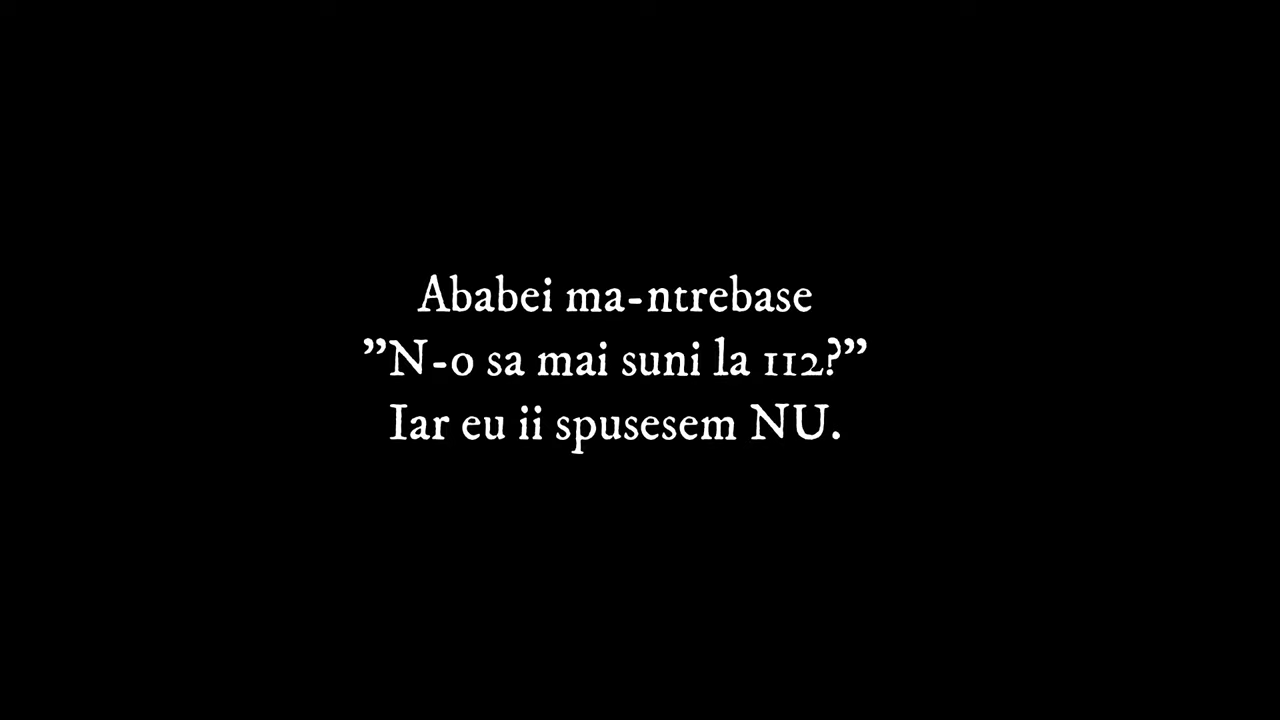 Ababei ma-ntrebase
"N-o sa mai suni la 112?"
Iar eu ii spusesem NU.